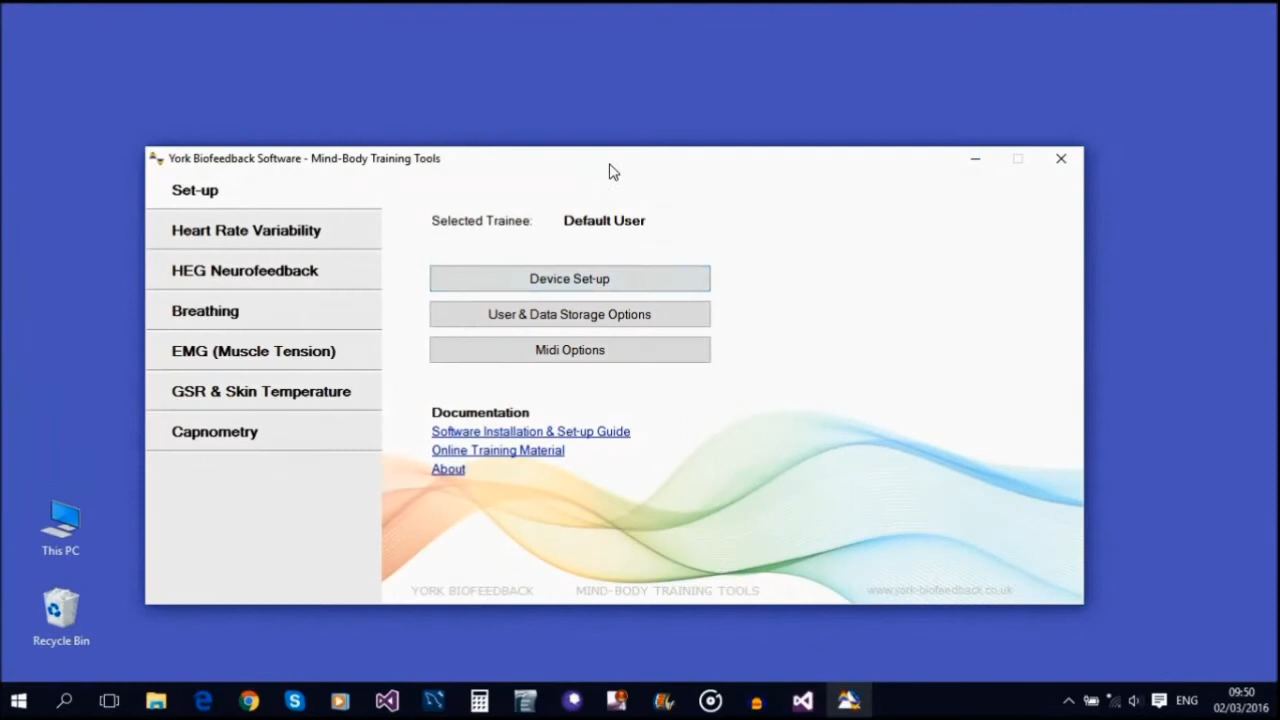 York Biofeedback Software - Mind-Body Training Tools
Set-up
Heart Rate Variability
HEG Neurofeedback
Breathing
EMG (Muscle Tension)
GSR & Skin Temperature
Capnometry
Selected Trainee: Default User
Device Set-up
User & Data Storage Options
Midi Options
Documentation
Software Installation & Set-up Guide
Online Training Material
About
YORK BIOFEEDBACK MIND-BODY TRAINING TOOLS www.york-biofeedback.co.uk
This PC
Recycle Bin
ENG
09:50
02/03/2016